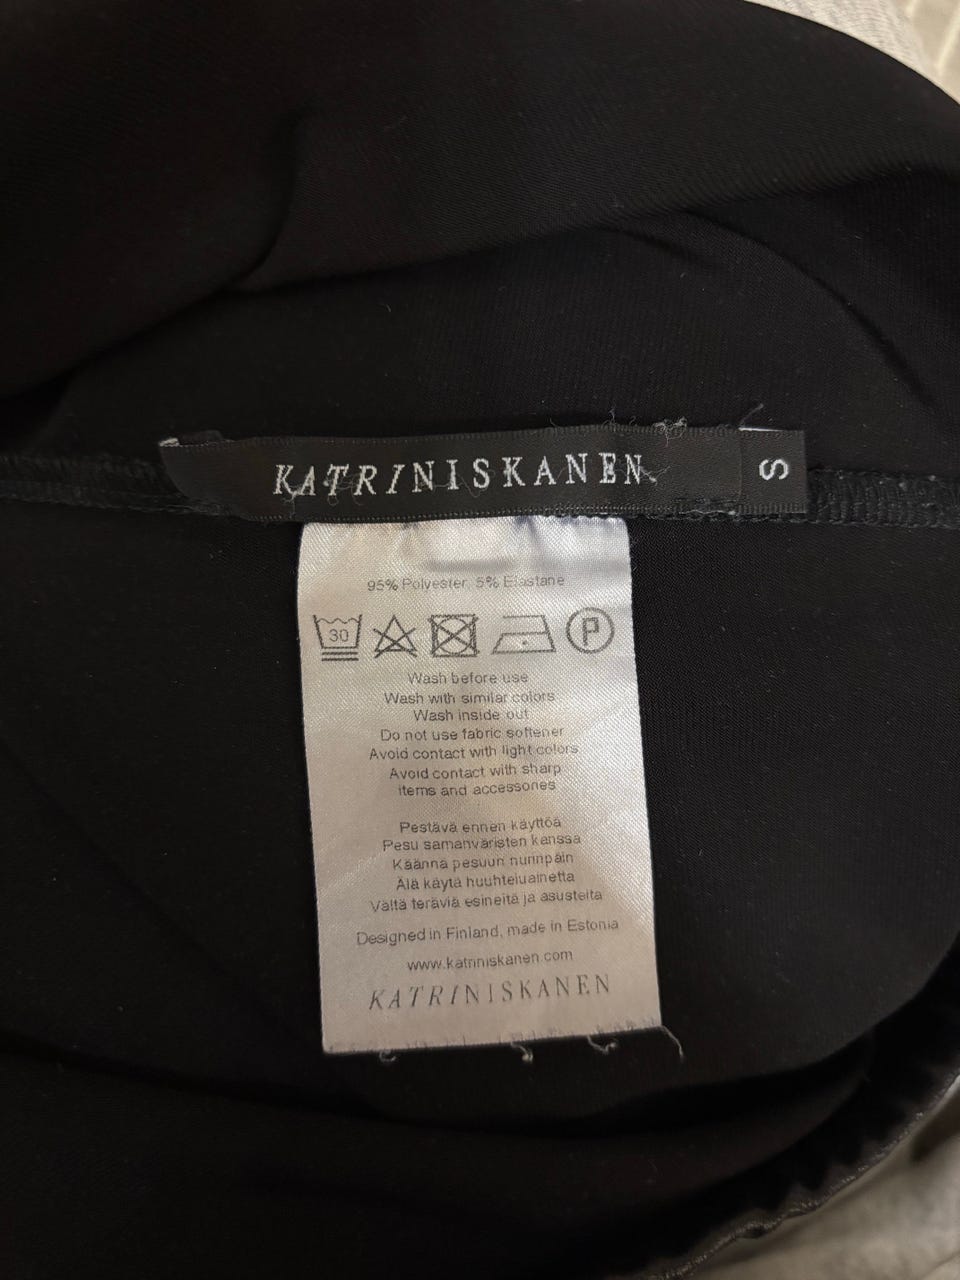 KATRINISKANEN
S
95% Polyester, 5% Elastane
30
P
Wash before use
Wash with similar colors
Wash inside out
Do not use fabric softener
Avoid contact with light colors
Avoid contact with sharp
items and accessories
Pestävä ennen käyttöä
Pesu samanväristen kanssa
Käännä pesuun nurinpäin
Älä käytä huuhteluainetta
Vältä teräviä esineitä ja asusteita
Designed in Finland, made in Estonia
www.katriniskanen.com
KATRINISKANEN